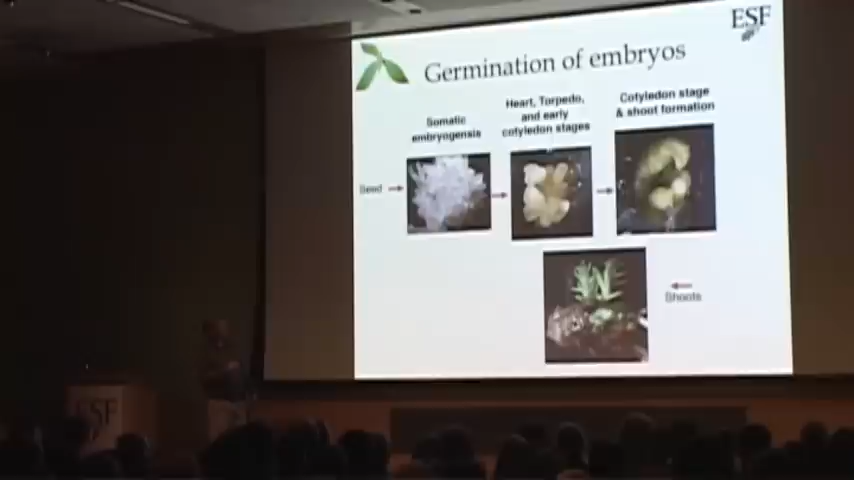 ESF
Germination of embryos
Somatic
embryogensis
Heart, Torpedo,
and early
cotyledon stages
Cotyledon stage
& shoot formation
Seed
Shoots
ESF